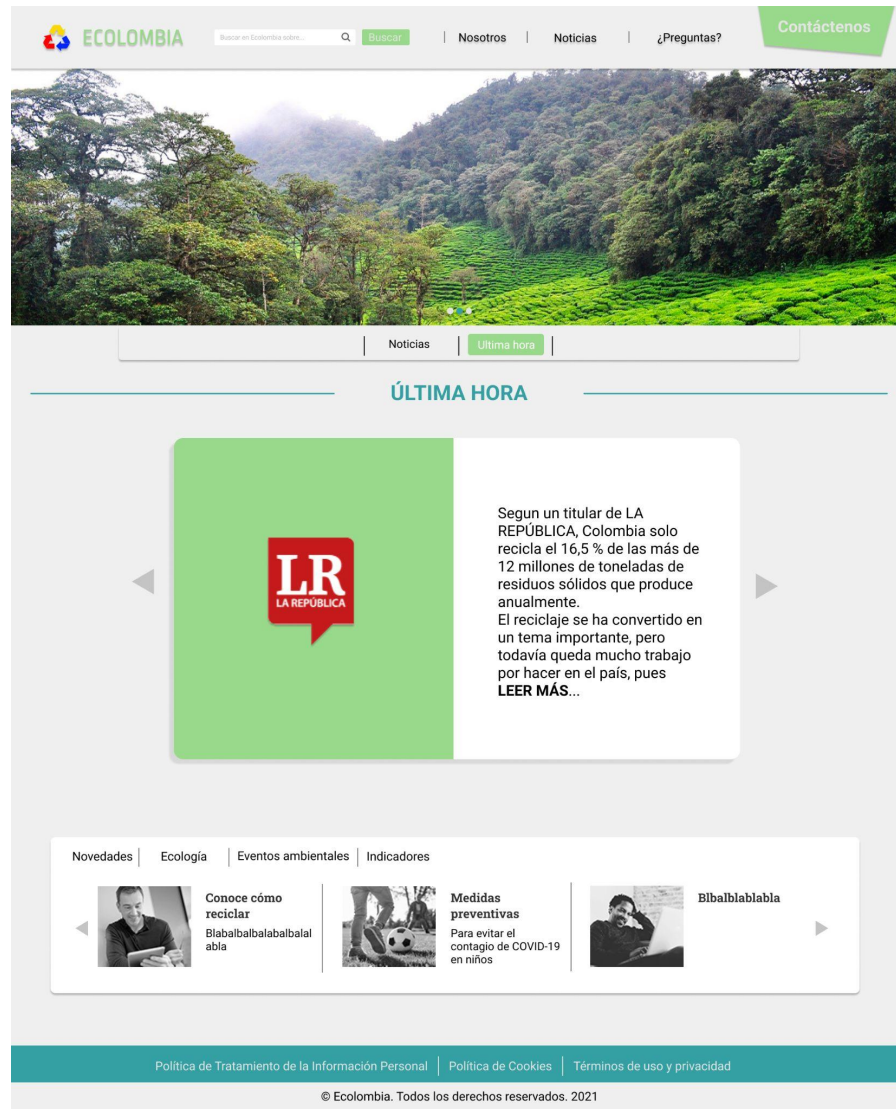 ECOLOMBIA
Buscar en Ecolombia sobre...
Buscar
Nosotros
Noticias
¿Preguntas?
Contáctenos
Noticias
Ultima hora
ÚLTIMA HORA
LR
LA REPÚBLICA
Segun un titular de LA
REPÚBLICA, Colombia solo
recicla el 16,5 % de las más de
12 millones de toneladas de
residuos sólidos que produce
anualmente.
El reciclaje se ha convertido en
un tema importante, pero
todavía queda mucho trabajo
por hacer en el país, pues
LEER MÁS...
Novedades
Ecología
Eventos ambientales
Indicadores
Conoce cómo
reciclar
Blabalbalbalabalbalal
abla
Medidas
preventivas
Para evitar el
contagio de COVID-19
en niños
Blbalblablabla
Política de Tratamiento de la Información Personal
Política de Cookies
Términos de uso y privacidad
© Ecolombia. Todos los derechos reservados. 2021